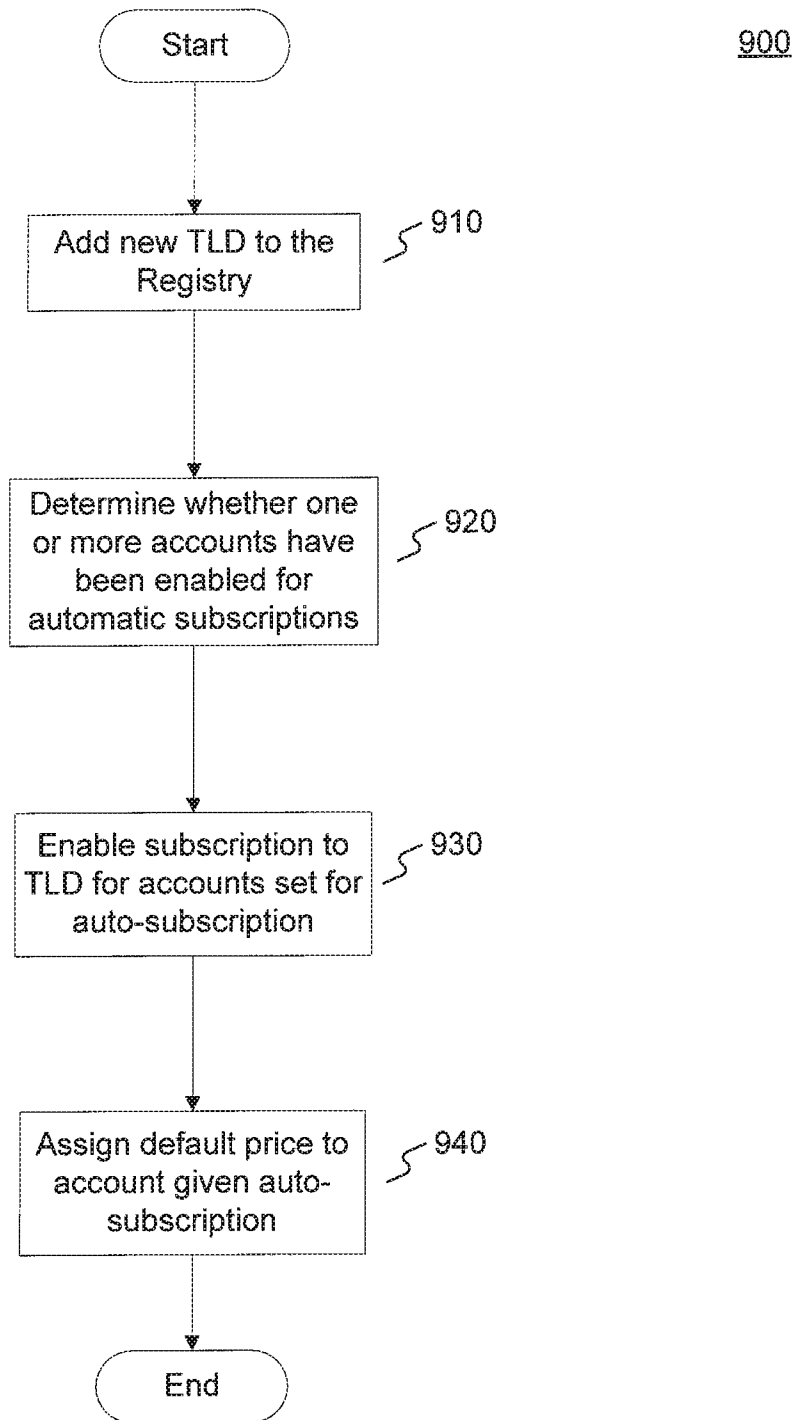 Start
900
Add new TLD to the
Registry
910
Determine whether one
or more accounts have
been enabled for
automatic subscriptions
920
Enable subscription to
TLD for accounts set for
auto-subscription
930
Assign default price to
account given auto-
subscription
940
End